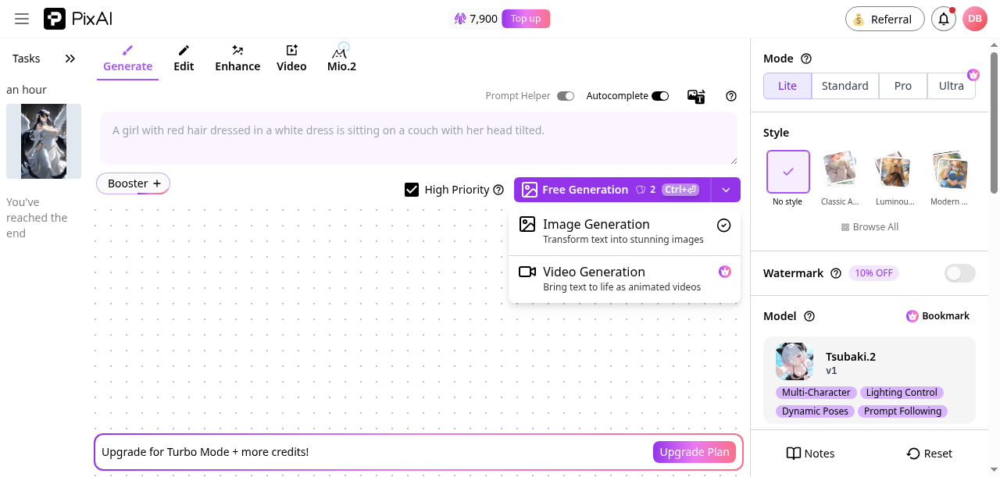 PixAI
7,900
Top up
Referral
DB
Tasks
an hour
You've
reached the
end
Generate
Edit
Enhance
Video
Mio.2
Prompt Helper
Autocomplete
A girl with red hair dressed in a white dress is sitting on a couch with her head tilted.
Booster +
High Priority
Free Generation
2
Ctrl+⏎
Image Generation
Transform text into stunning images
Video Generation
Bring text to life as animated videos
Upgrade for Turbo Mode + more credits!
Upgrade Plan
Mode
Lite
Standard
Pro
Ultra
Style
No style
Classic A...
Luminou...
Modern ...
Browse All
Watermark
10% OFF
Model
Bookmark
Tsubaki.2
v1
Multi-Character
Lighting Control
Dynamic Poses
Prompt Following
Notes
Reset